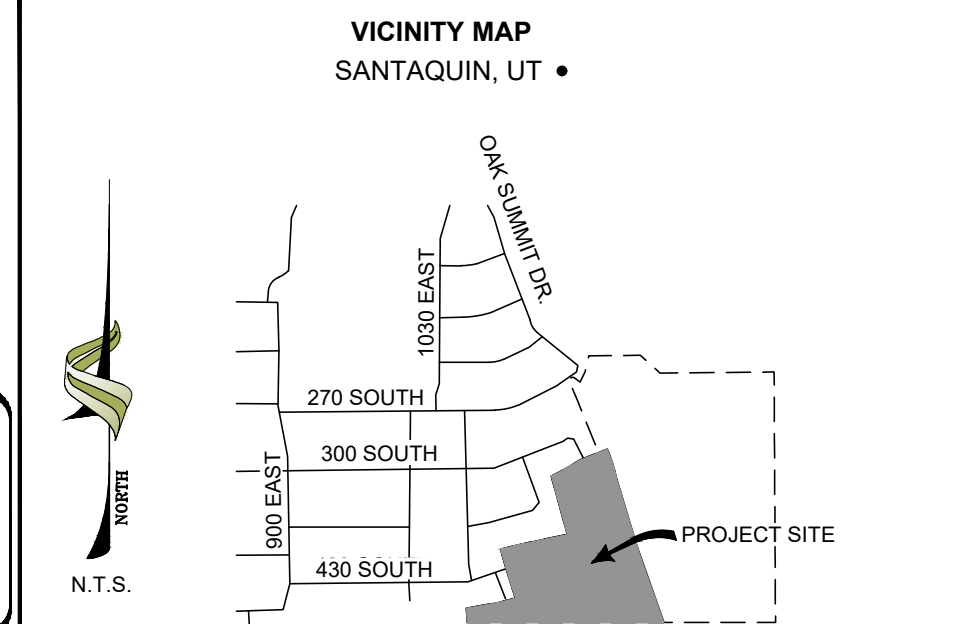 VICINITY MAP
SANTAQUIN, UT
OAK SUMMIT DR.
1030 EAST
270 SOUTH
300 SOUTH
900 EAST
NORTH
PROJECT SITE
430 SOUTH
N.T.S.